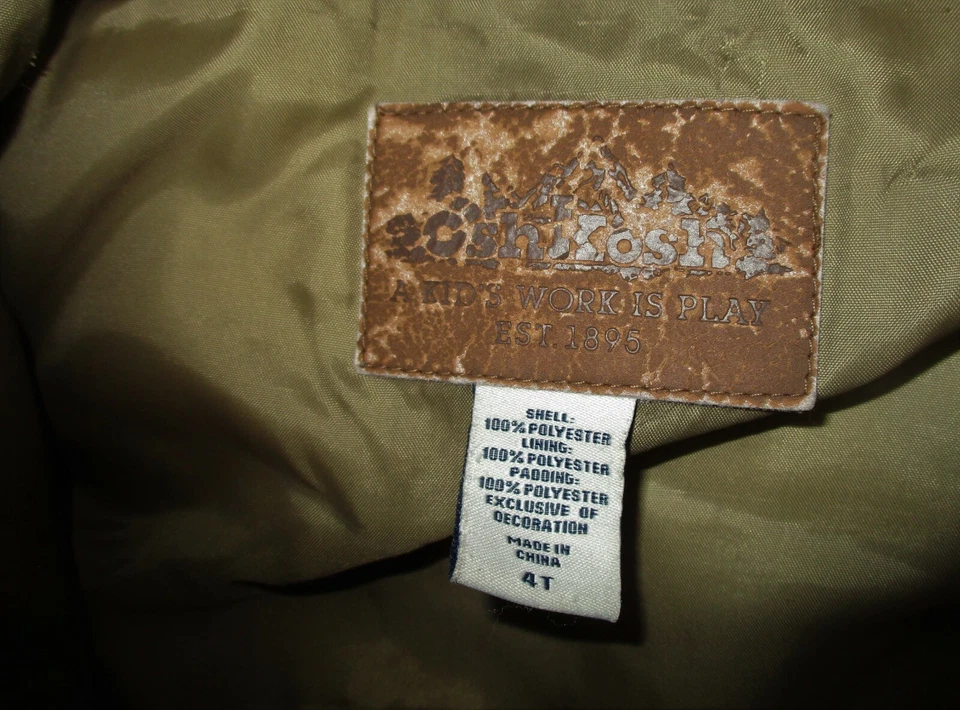 OshKosh
A KID'S WORK IS PLAY
EST. 1895
SHELL:
100% POLYESTER
LINING:
100% POLYESTER
PADDING:
100% POLYESTER
EXCLUSIVE OF
DECORATION
MADE IN
CHINA
4T